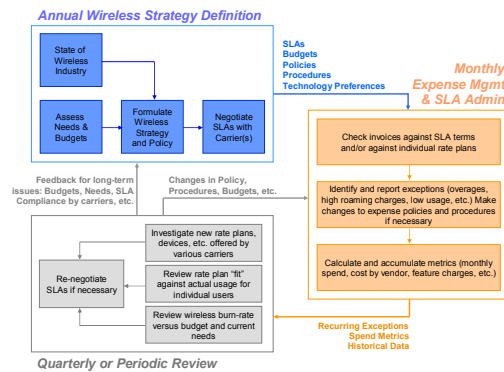 Annual Wireless Strategy Definition
State of
Wireless
Industry
Assess
Needs &
Budgets
Formulate
Wireless
Strategy
and Policy
Negotiate
SLAs with
Carrier(s)
SLAs
Budgets
Policies
Procedures
Technology Preferences
Monthly
Expense Mgmt
& SLA Admin
Check invoices against SLA terms
and/or against individual rate plans
Identify and report exceptions (overages,
high roaming charges, low usage, etc.) Make
changes to expense policies and procedures
if necessary
Calculate and accumulate metrics (monthly
spend, cost by vendor, feature charges, etc.)
Feedback for long-term
issues: Budgets, Needs, SLA
Compliance by carriers, etc.
Changes in Policy,
Procedures, Budgets, etc.
Investigate new rate plans,
devices, etc. offered by
various carriers
Re-negotiate
SLAs if necessary
Review rate plan “fit”
against actual usage for
individual users
Review wireless burn-rate
versus budget and current
needs
Recurring Exceptions
Spend Metrics
Historical Data
Quarterly or Periodic Review